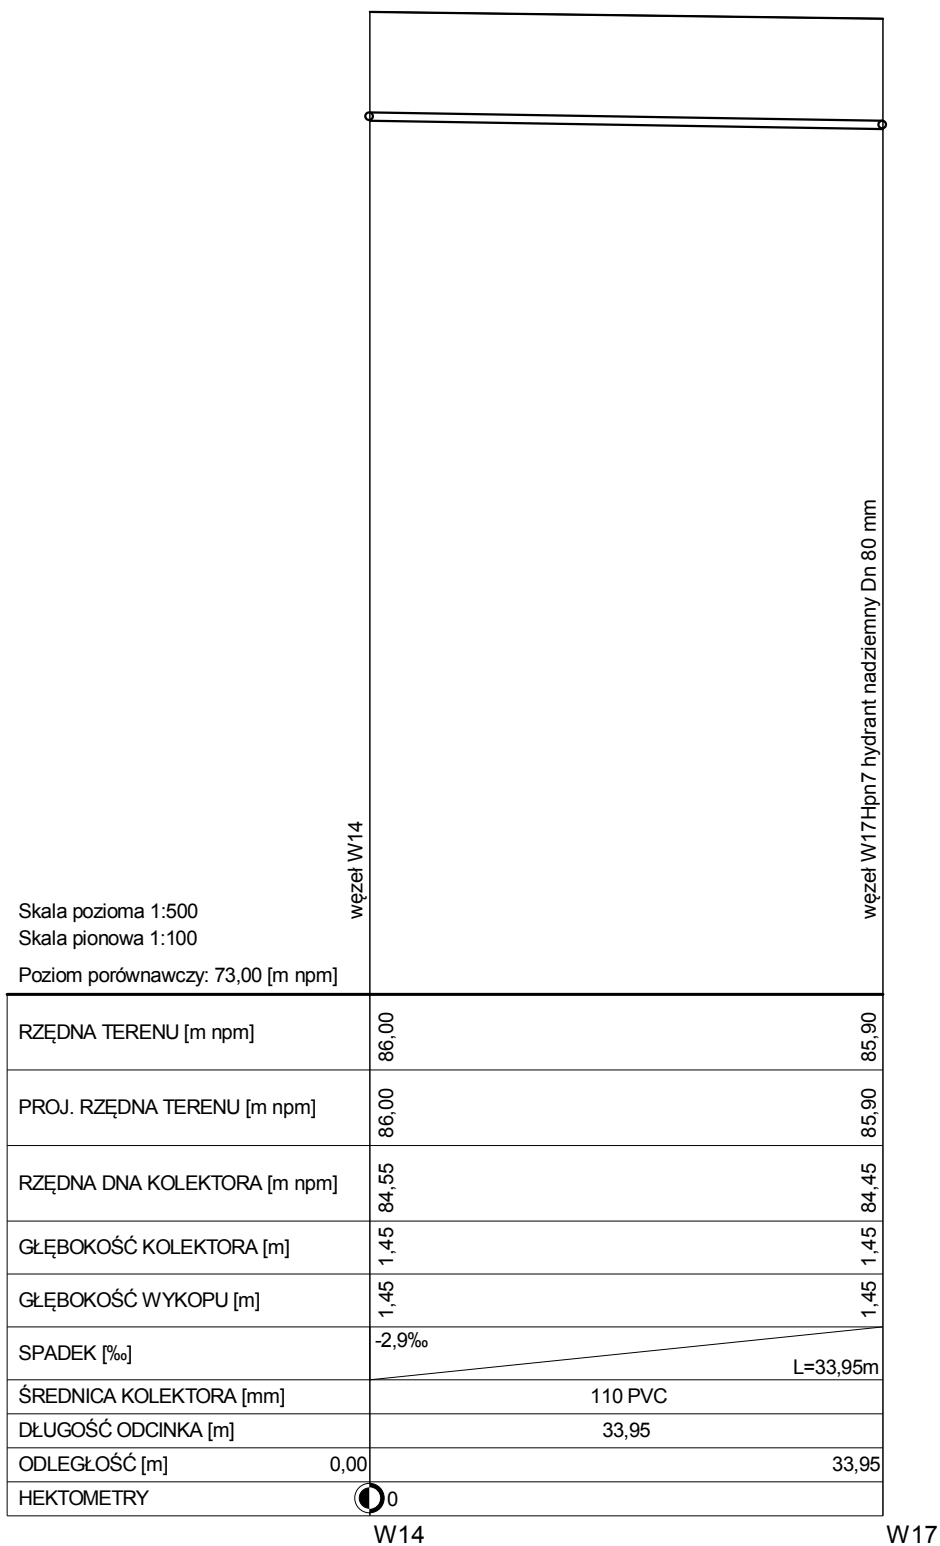 węzeł W14
węzeł W17Hpn7 hydrant nadziemny Dn 80 mm
Skala pozioma 1:500
Skala pionowa 1:100
Poziom porównawczy: 73,00 [m npm]
RZĘDNA TERENU [m npm] 86,00 85,90
PROJ. RZĘDNA TERENU [m npm] 86,00 85,90
RZĘDNA DNA KOLEKTORA [m npm] 84,55 84,45
GŁĘBOKOŚĆ KOLEKTORA [m] 1,45 1,45
GŁĘBOKOŚĆ WYKOPU [m] 1,45 1,45
SPADEK [‰] -2,9‰ L=33,95m
ŚREDNICA KOLEKTORA [mm] 110 PVC
DŁUGOŚĆ ODCINKA [m] 33,95
ODLEGŁOŚĆ [m] 0,00 33,95
HEKTOMETRY 0
W14 W17